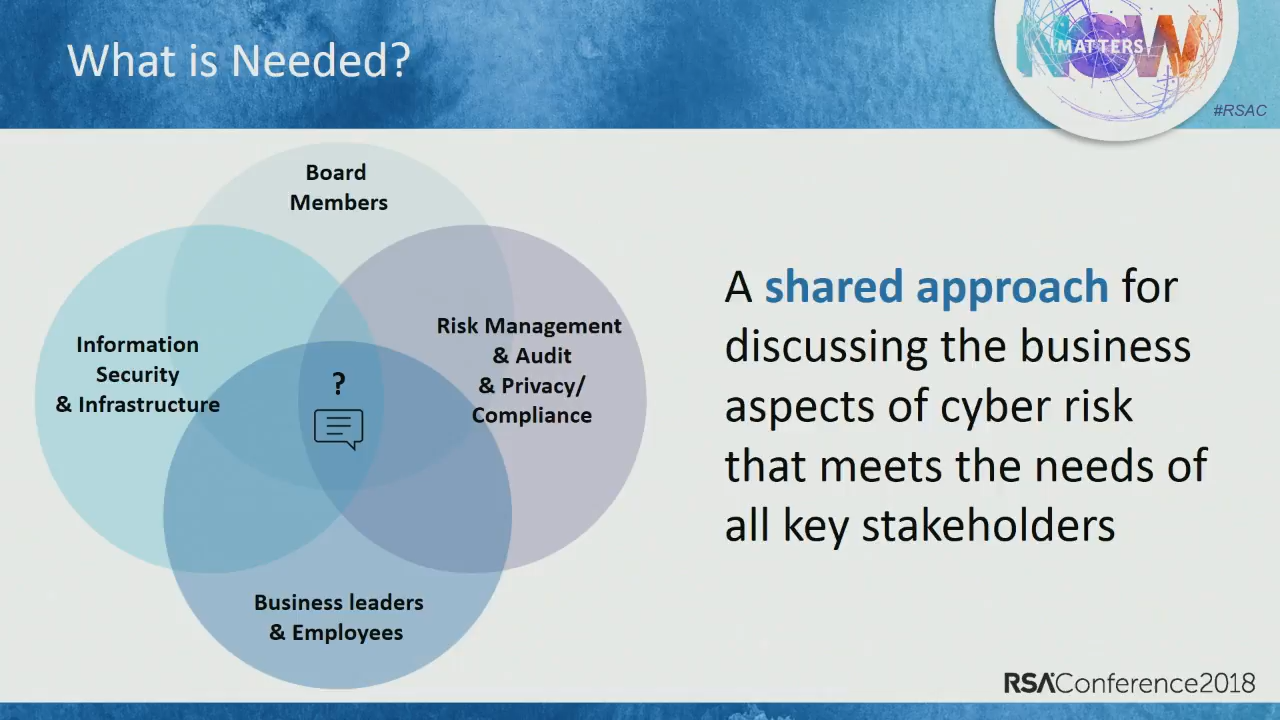 What is Needed?
NOW
MATTERS
#RSAC
Board
Members
Information
Security
& Infrastructure
?
Risk Management
& Audit
& Privacy/
Compliance
Business leaders
& Employees
A shared approach for
discussing the business
aspects of cyber risk
that meets the needs of
all key stakeholders
RSAConference2018